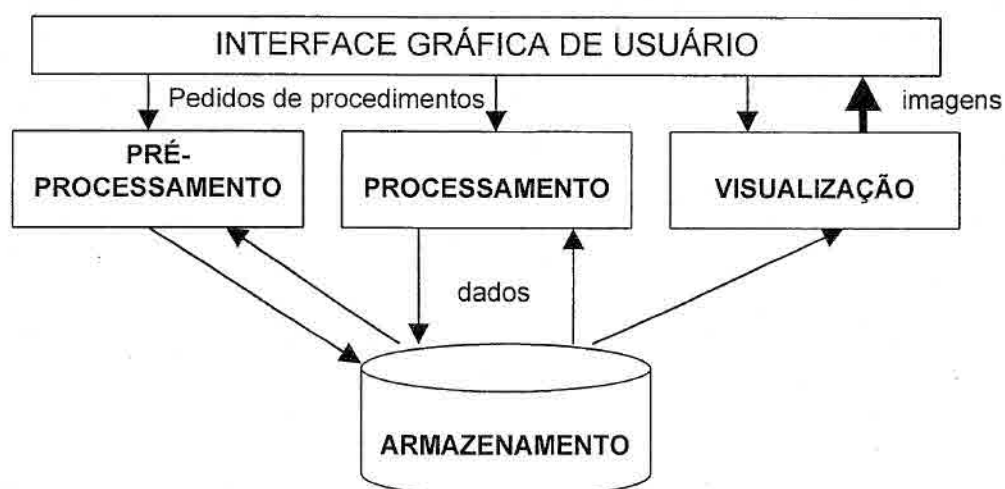 INTERFACE GRÁFICA DE USUÁRIO
Pedidos de procedimentos
imagens
PRÉ-
PROCESSAMENTO
PROCESSAMENTO
VISUALIZAÇÃO
dados
ARMAZENAMENTO